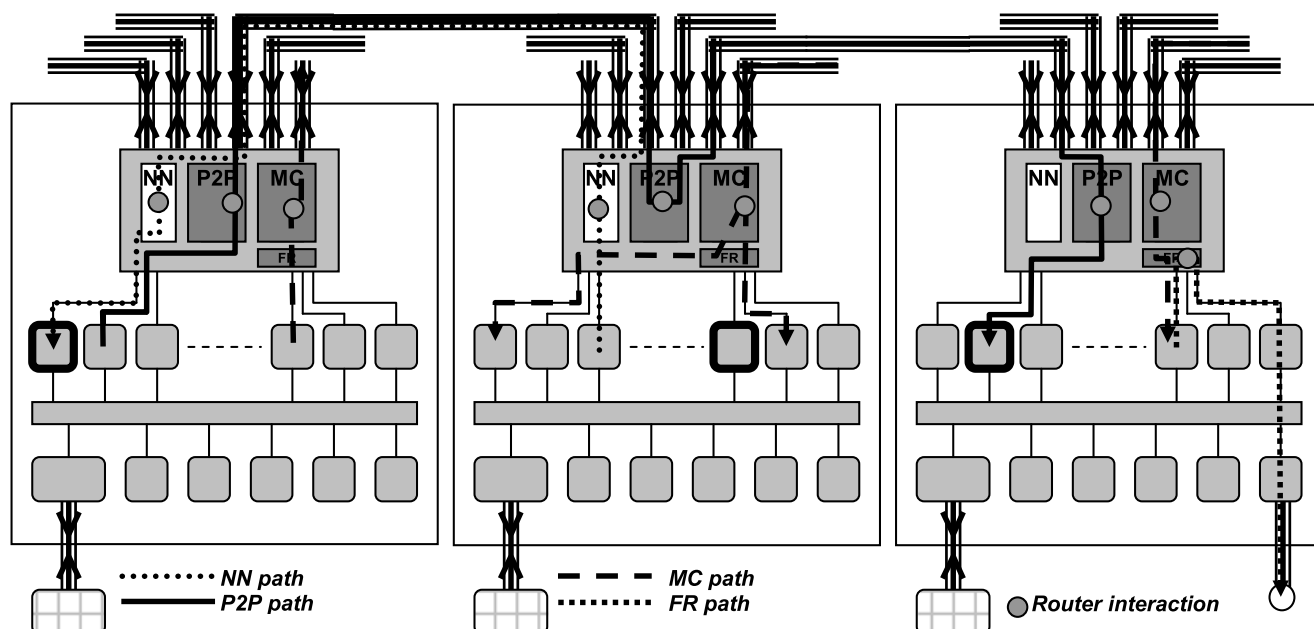 NN P2P MC
FR
NN P2P MC
FR
NN P2P MC
FR
NN path
P2P path
MC path
FR path
Router interaction